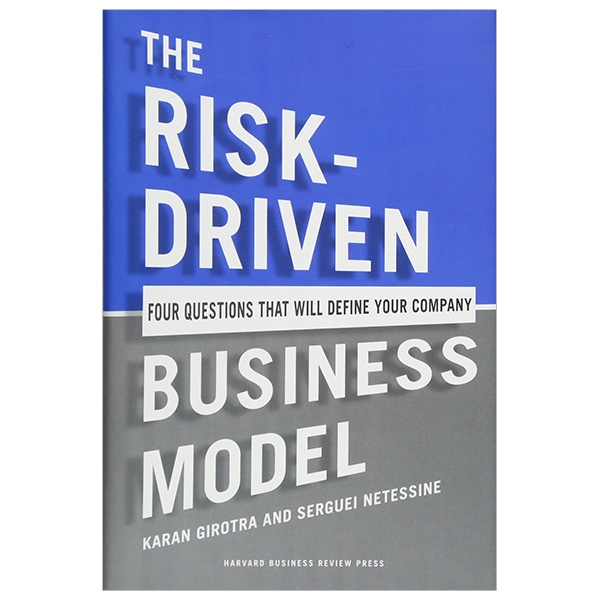 THE
RISK-
DRIVEN
FOUR QUESTIONS THAT WILL DEFINE YOUR COMPANY
BUSINESS
MODEL
KARAN GIROTRA AND SERGUEI NETESSINE
HARVARD BUSINESS REVIEW PRESS